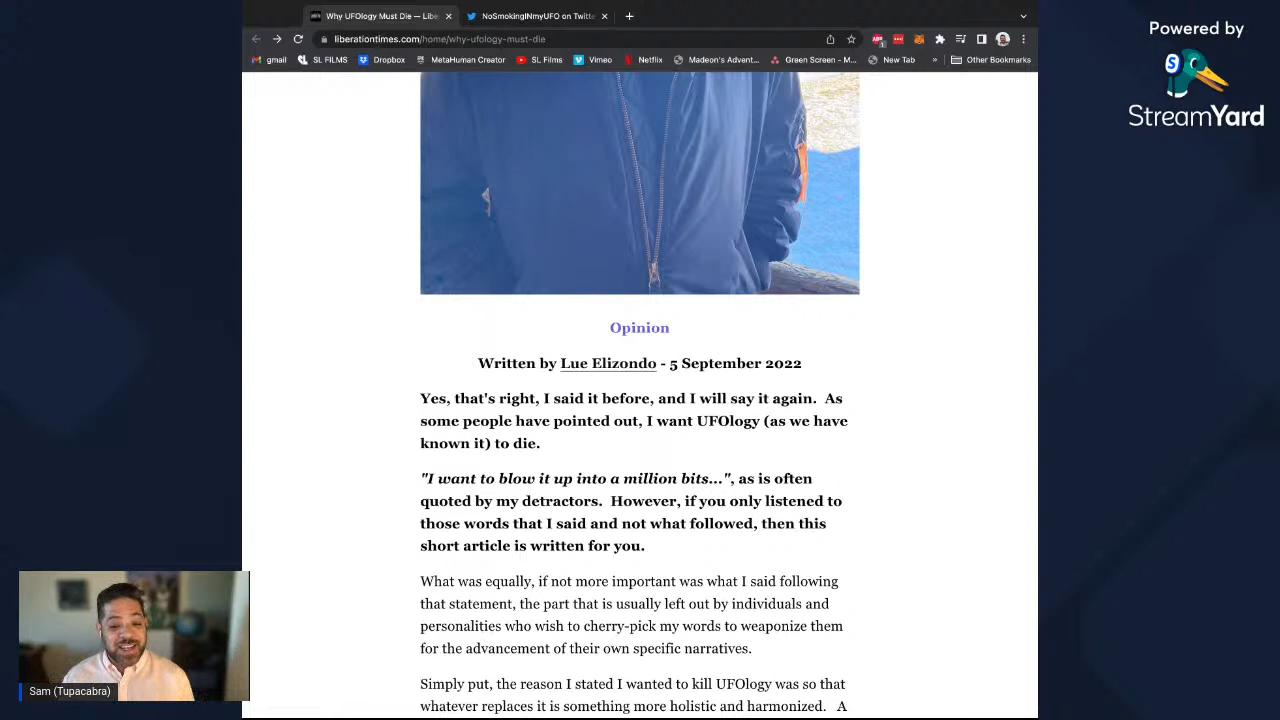 Why UFOlogy Must Die — Libe
NoSmokingINmyUFO on Twitte
liberationtimes.com/home/why-ufology-must-die
gmail
SL FILMS
Dropbox
MetaHuman Creator
SL Films
Vimeo
Netflix
Madeon's Advent...
Green Screen - M...
New Tab
»
Other Bookmarks
Powered by
StreamYard
Opinion
Written by Lue Elizondo - 5 September 2022
Yes, that's right, I said it before, and I will say it again. As
some people have pointed out, I want UFOlogy (as we have
known it) to die.
"I want to blow it up into a million bits...", as is often
quoted by my detractors. However, if you only listened to
those words that I said and not what followed, then this
short article is written for you.
What was equally, if not more important was what I said following
that statement, the part that is usually left out by individuals and
personalities who wish to cherry-pick my words to weaponize them
for the advancement of their own specific narratives.
Simply put, the reason I stated I wanted to kill UFOlogy was so that
whatever replaces it is something more holistic and harmonized. A
Sam (Tupacabra)